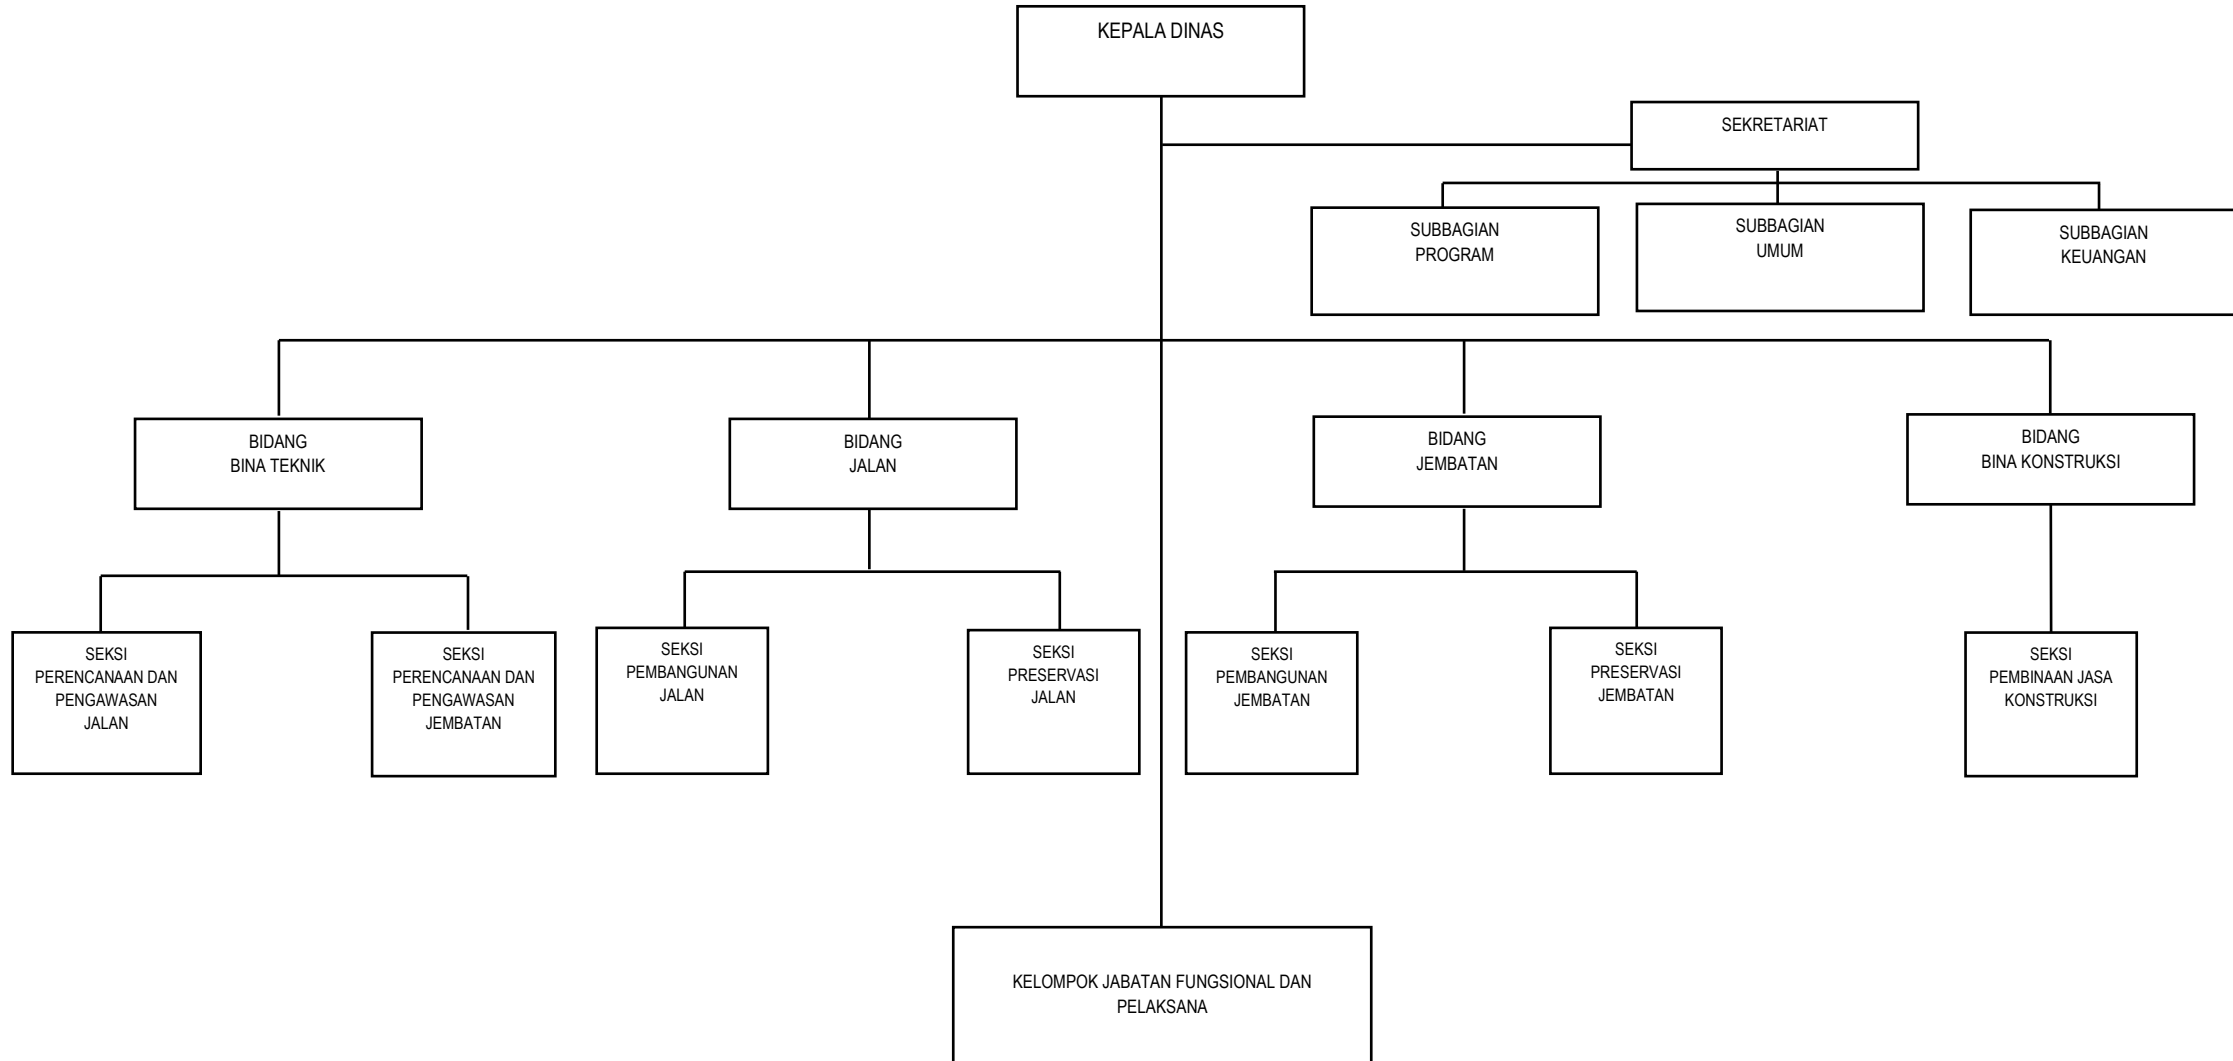 KEPALA DINAS
SEKRETARIAT
SUBBAGIAN
PROGRAM
SUBBAGIAN
UMUM
SUBBAGIAN
KEUANGAN
BIDANG
BINA TEKNIK
BIDANG
JALAN
BIDANG
JEMBATAN
BIDANG
BINA KONSTRUKSI
SEKSI
PERENCANAAN DAN
PENGAWASAN
JALAN
SEKSI
PERENCANAAN DAN
PENGAWASAN
JEMBATAN
SEKSI
PEMBANGUNAN
JALAN
SEKSI
PRESERVASI
JALAN
SEKSI
PEMBANGUNAN
JEMBATAN
SEKSI
PRESERVASI
JEMBATAN
SEKSI
PEMBINAAN JASA
KONSTRUKSI
KELOMPOK JABATAN FUNGSIONAL DAN
PELAKSANA